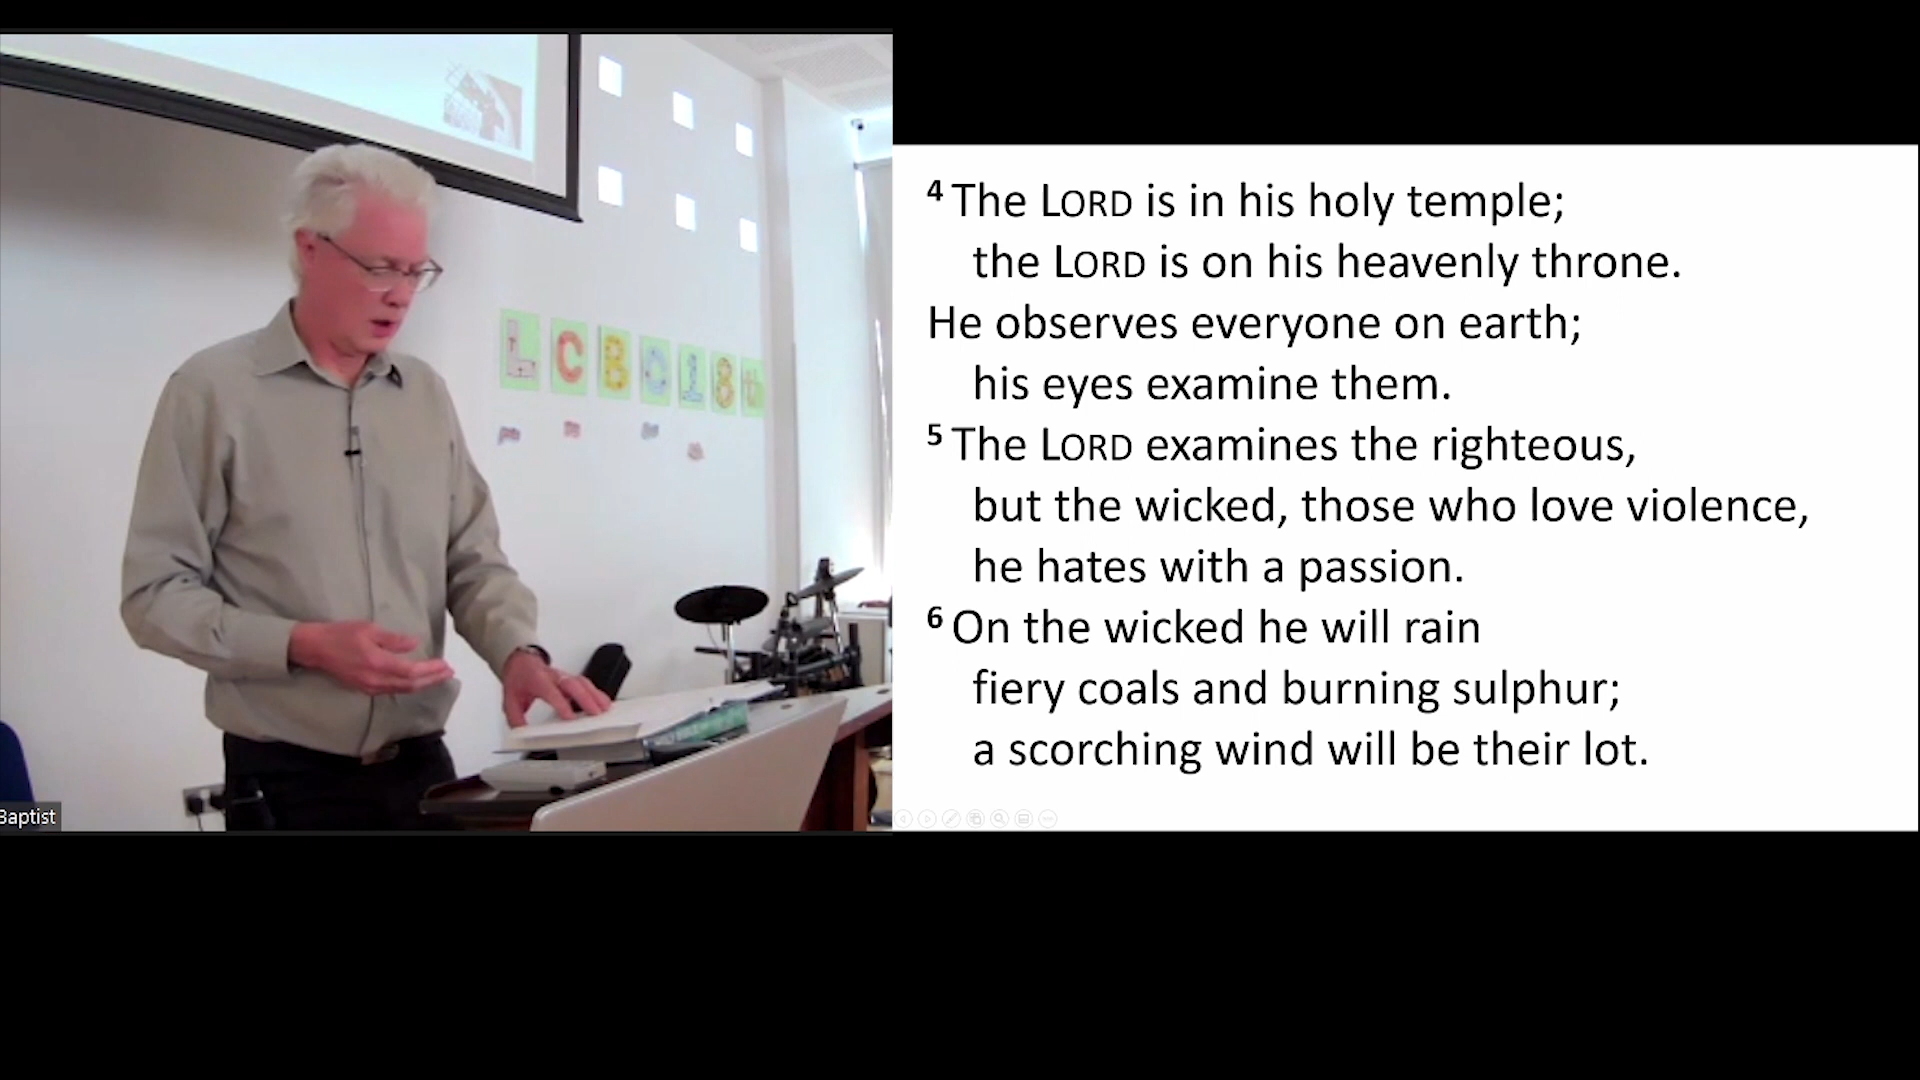 LCBC18th
Baptist
4 The LORD is in his holy temple;
the LORD is on his heavenly throne.
He observes everyone on earth;
his eyes examine them.
5 The LORD examines the righteous,
but the wicked, those who love violence,
he hates with a passion.
6 On the wicked he will rain
fiery coals and burning sulphur;
a scorching wind will be their lot.